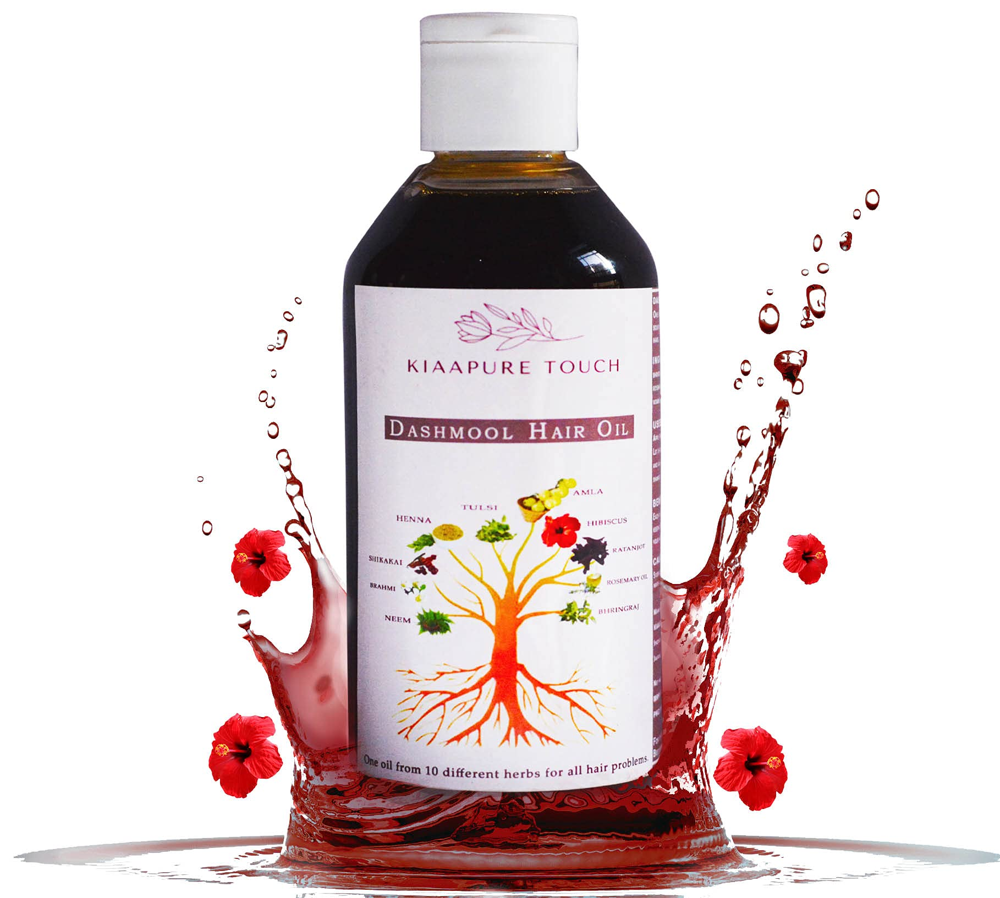 KIAAPURE TOUCH
DASHMOOL HAIR OIL
AMLA
TULSI
HENNA
HIBISCUS
SHIKAKAI
RATANJOT
BRAHMI
ROSEMARY OIL
NEEM
BHRINGRAJ
One oil from 10 different herbs for all hair problems.